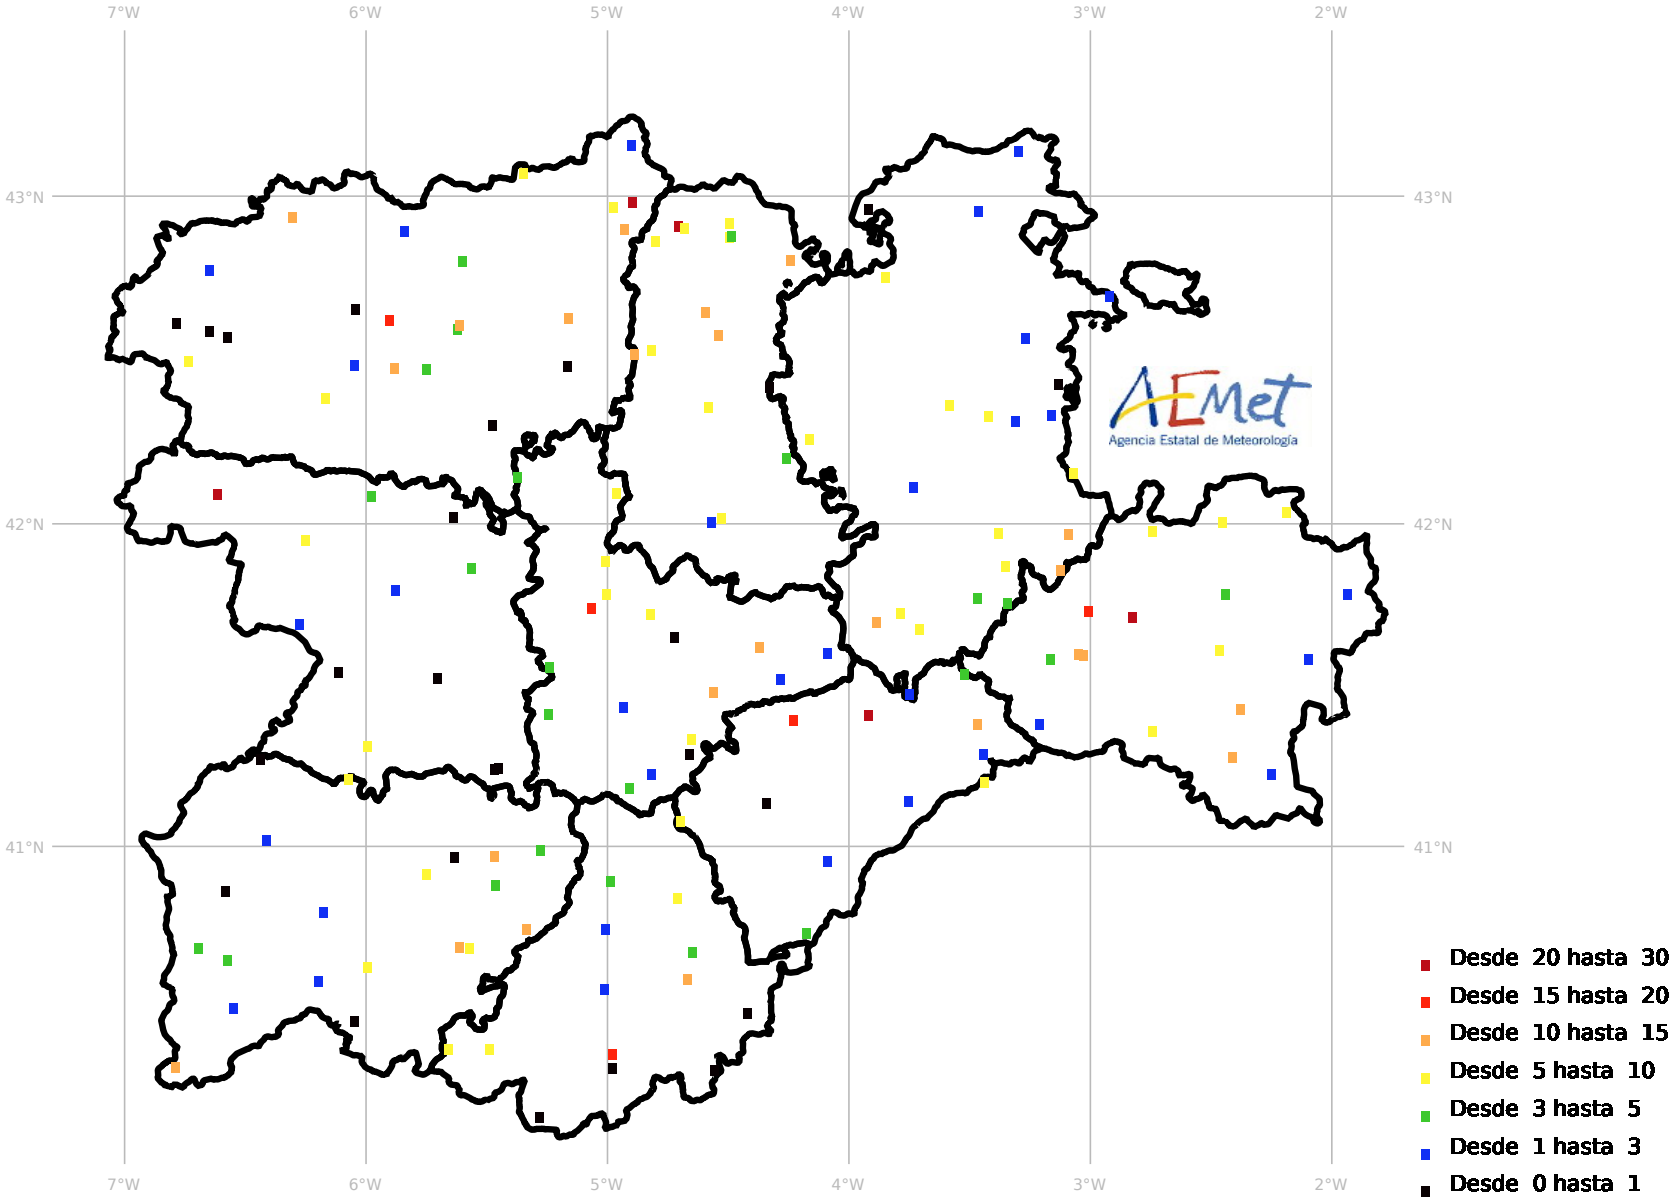 7°W 6°W 5°W 4°W 3°W 2°W
43°N 43°N
AEMet
Agencia Estatal de Meteorología
42°N 42°N
41°N 41°N
Desde 20 hasta 30
Desde 15 hasta 20
Desde 10 hasta 15
Desde 5 hasta 10
Desde 3 hasta 5
Desde 1 hasta 3
Desde 0 hasta 1
7°W 6°W 5°W 4°W 3°W 2°W